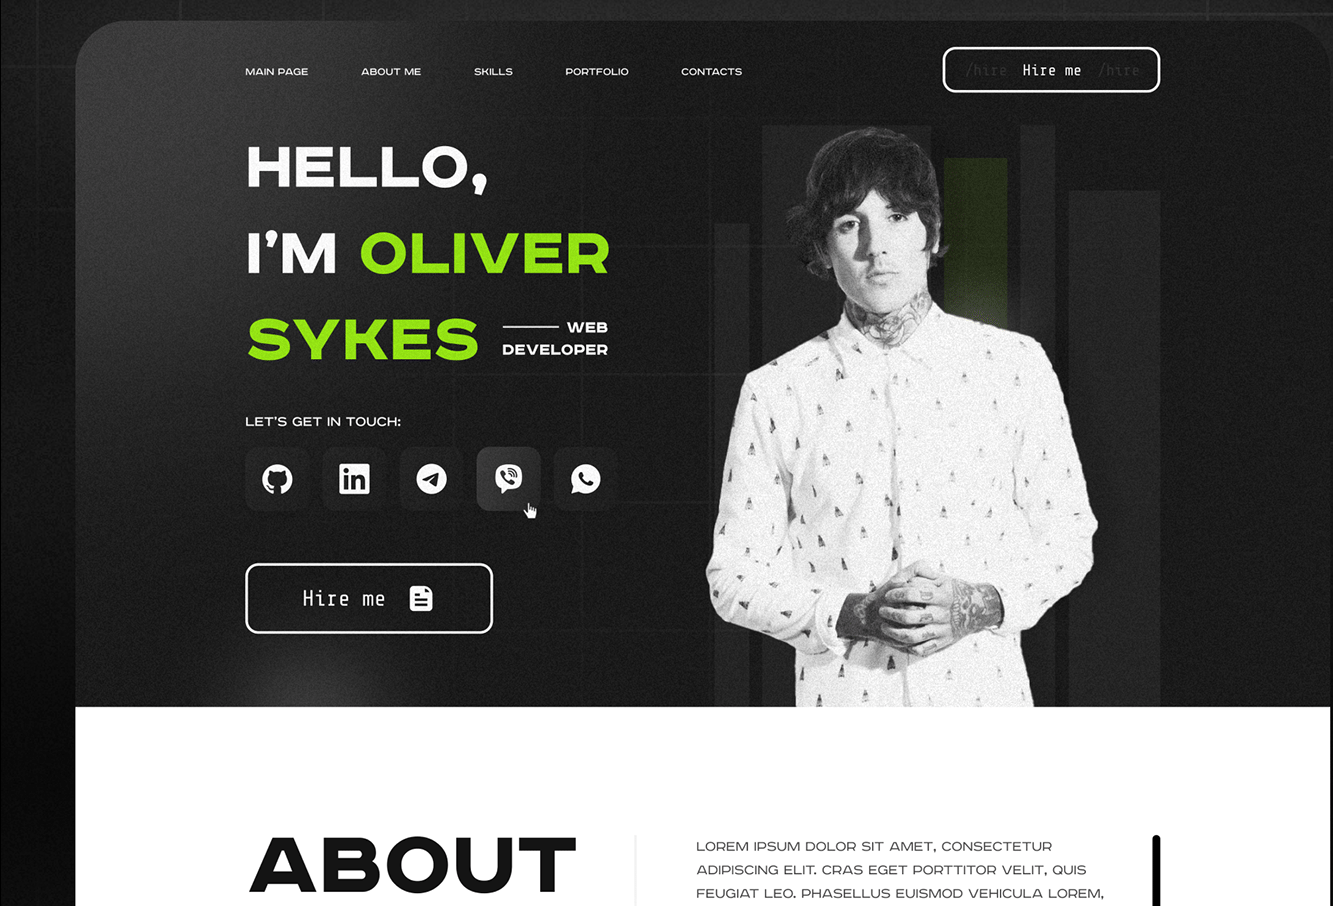 MAIN PAGE
ABOUT ME
SKILLS
PORTFOLIO
CONTACTS
/hire Hire me /hire
HELLO,
I'M OLIVER
SYKES
WEB
DEVELOPER
LET'S GET IN TOUCH:
in
Hire me
ABOUT
LOREM IPSUM DOLOR SIT AMET, CONSECTETUR
ADIPISCING ELIT. CRAS EGET PORTTITOR VELIT, QUIS
FEUGIAT LEO. PHASELLUS EUISMOD VEHICULA LOREM,